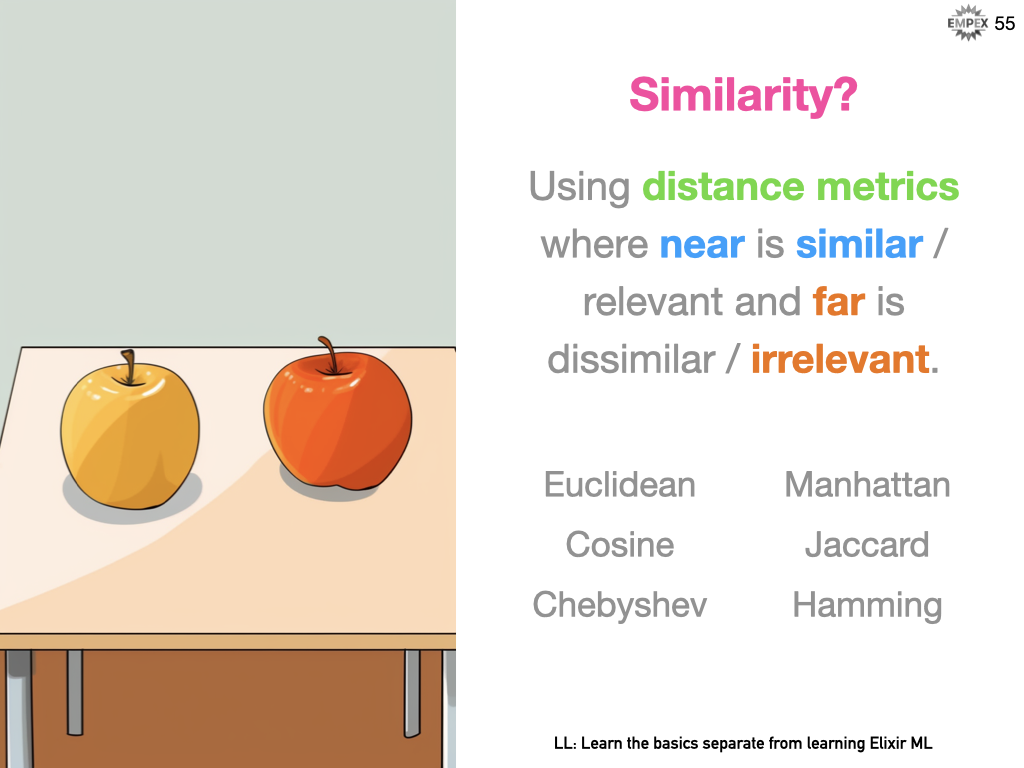 EMPEX 55
Similarity?
Using distance metrics
where near is similar /
relevant and far is
dissimilar / irrelevant.
Euclidean Manhattan
Cosine Jaccard
Chebyshev Hamming
LL: Learn the basics separate from learning Elixir ML